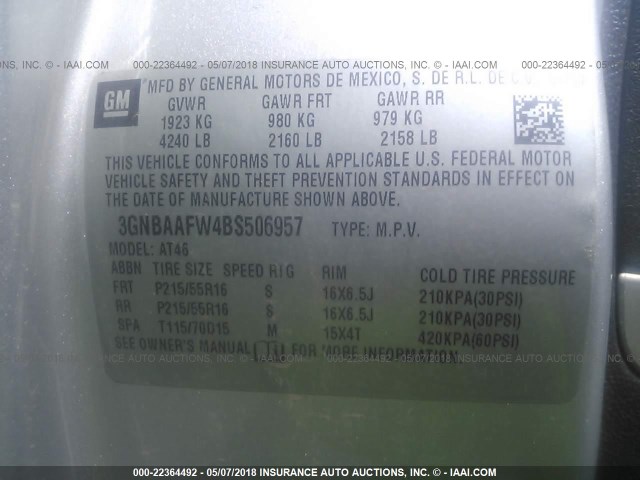 000-22364492 - 05/07/2018 INSURANCE AUTO AUCTIONS, INC. - © IAAI.COM
GM
MFD BY GENERAL MOTORS DE MEXICO, S. DE R.L. DE C
GVWR GAWR FRT GAWR RR
1923 KG 980 KG 979 KG
4240 LB 2160 LB 2158 LB
THIS VEHICLE CONFORMS TO ALL APPLICABLE U.S. FEDERAL MOTOR
VEHICLE SAFETY AND THEFT PREVENTION STANDARDS IN EFFECT
ON THE DATE OF MANUFACTURE SHOWN ABOVE.
3GNBAAFW4BS506957 TYPE: M.P.V.
MODEL: AT46
ABBN TIRE SIZE SPEED RTG RIM COLD TIRE PRESSURE
FRT P215/55R16 S 16X6.5J 210KPA(30PSI)
RR P215/55R16 S 16X6.5J 210KPA(30PSI)
SPA T115/70D15 M 15X4T 420KPA(60PSI)
SEE OWNER'S MANUAL FOR MORE INFORMATION
000-22364492 - 05/07/2018 INSURANCE AUTO AUCTIONS, INC. - © IAAI.COM